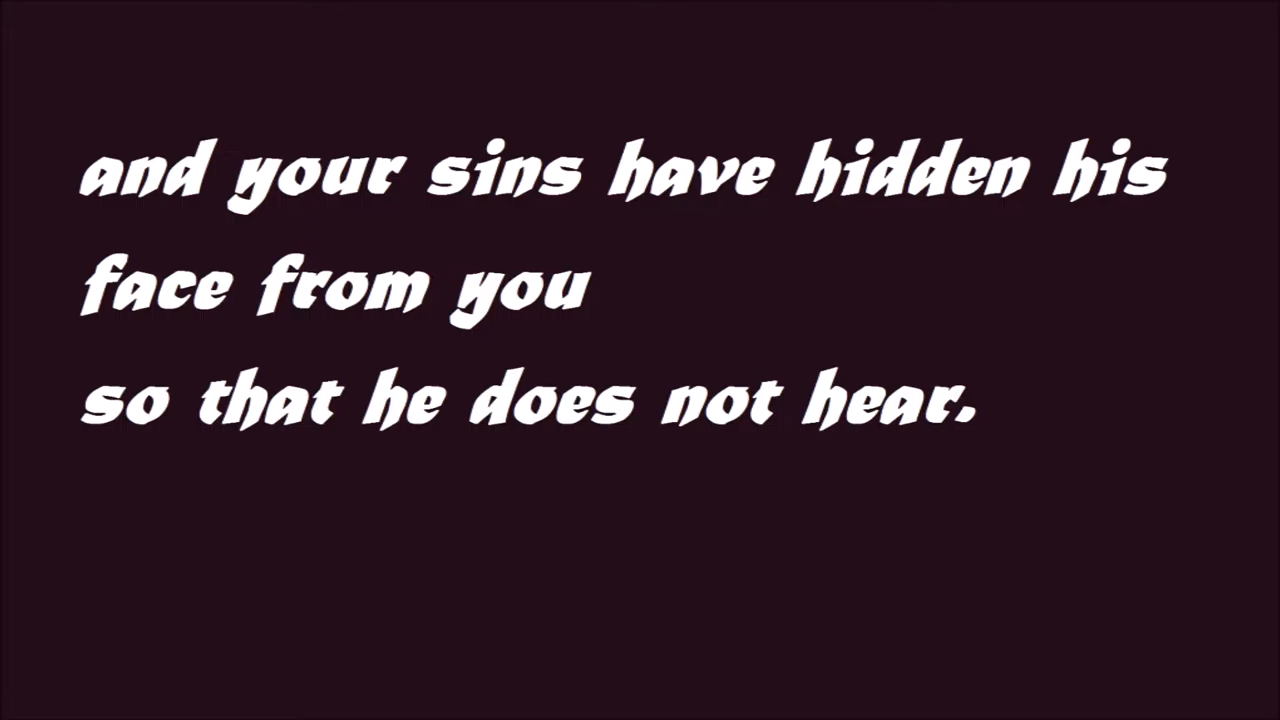 and your sins have hidden his
face from you
so that he does not hear.